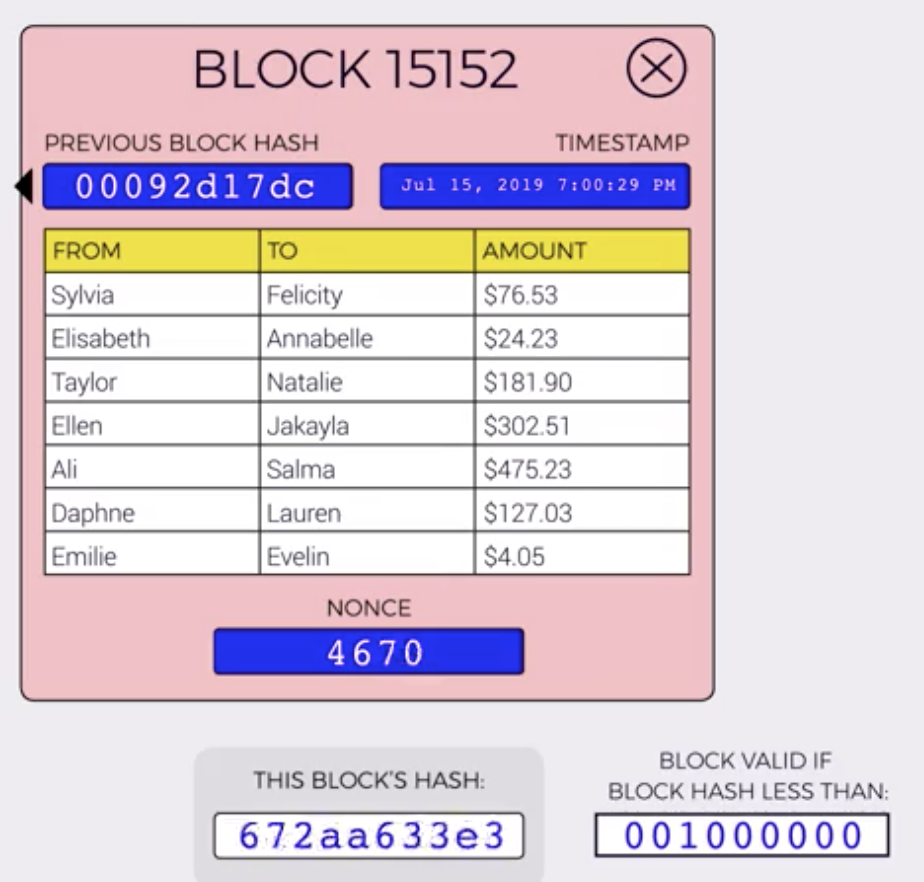 BLOCK 15152
PREVIOUS BLOCK HASH TIMESTAMP
00092d17dc Jul 15, 2019 7:00:29 PM
FROM TO AMOUNT
Sylvia Felicity $76.53
Elisabeth Annabelle $24.23
Taylor Natalie $181.90
Ellen Jakayla $302.51
Ali Salma $475.23
Daphne Lauren $127.03
Emilie Evelin $4.05
NONCE
4670
THIS BLOCK'S HASH:
672aa633e3
BLOCK VALID IF
BLOCK HASH LESS THAN:
001000000